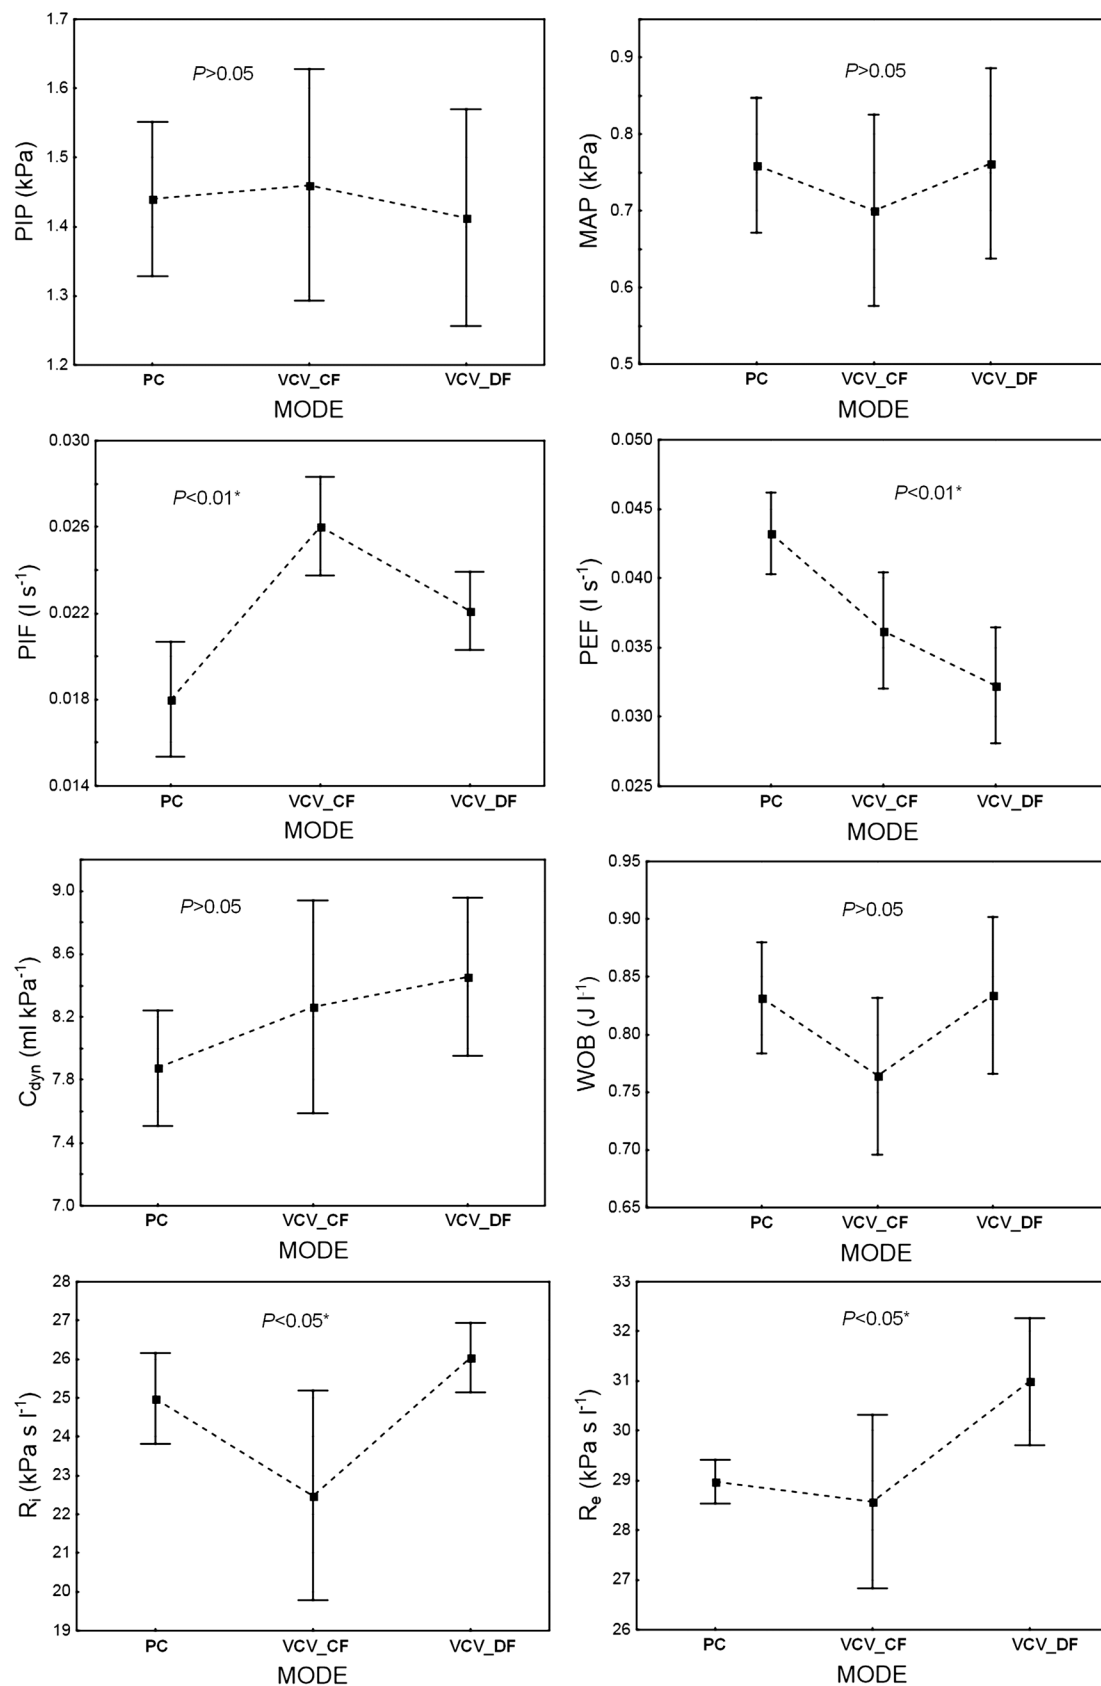 1.7
1.6
1.5
1.4
1.3
1.2
PIP (kPa)
P>0.05
PC VCV_CF VCV_DF
MODE
0.9
0.8
0.7
0.6
0.5
MAP (kPa)
P>0.05
PC VCV_CF VCV_DF
MODE
0.030
0.026
0.022
0.018
0.014
PIF (l s-1)
P<0.01*
PC VCV_CF VCV_DF
MODE
0.050
0.045
0.040
0.035
0.030
0.025
PEF (l s-1)
P<0.01*
PC VCV_CF VCV_DF
MODE
9.0
8.6
8.2
7.8
7.4
7.0
Cdyn (ml kPa-1)
P>0.05
PC VCV_CF VCV_DF
MODE
0.95
0.90
0.85
0.80
0.75
0.70
0.65
WOB (J l-1)
P>0.05
PC VCV_CF VCV_DF
MODE
28
27
26
25
24
23
22
21
20
19
Ri (kPa s l-1)
P<0.05*
PC VCV_CF VCV_DF
MODE
33
32
31
30
29
28
27
26
Re (kPa s l-1)
P<0.05*
PC VCV_CF VCV_DF
MODE